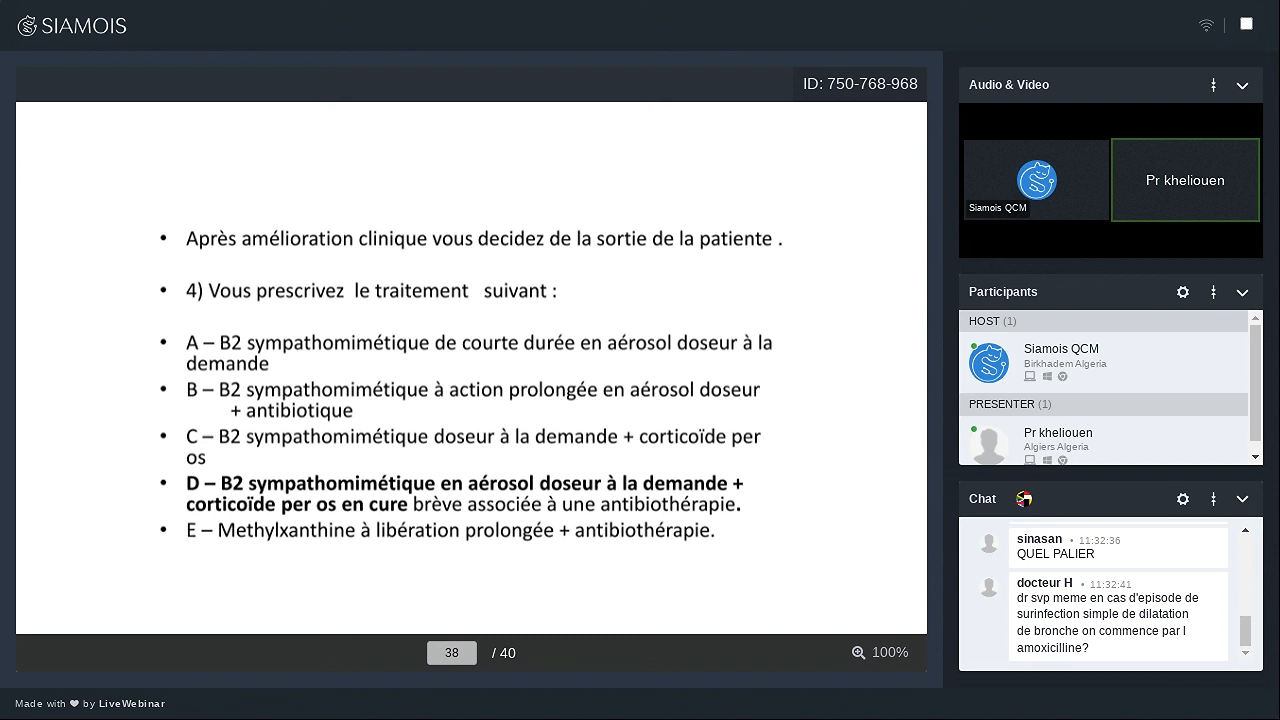 SIAMOIS
ID: 750-768-968
• Après amélioration clinique vous decidez de la sortie de la patiente .
• 4) Vous prescrivez le traitement suivant :
• A – B2 sympathomimétique de courte durée en aérosol doseur à la
demande
• B – B2 sympathomimétique à action prolongée en aérosol doseur
+ antibiotique
• C – B2 sympathomimétique doseur à la demande + corticoïde per
os
• D – B2 sympathomimétique en aérosol doseur à la demande +
corticoïde per os en cure brève associée à une antibiothérapie.
• E – Methylxanthine à libération prolongée + antibiothérapie.
38 / 40
100%
Audio & Video
Siamois QCM
Pr kheliouen
Participants
HOST (1)
Siamois QCM
Birkhadem Algeria
PRESENTER (1)
Pr kheliouen
Algiers Algeria
Chat
sinasan • 11:32:36
QUEL PALIER
docteur H • 11:32:41
dr svp meme en cas d'episode de
surinfection simple de dilatation
de bronche on commence par l
amoxicilline?
Made with ❤ by LiveWebinar